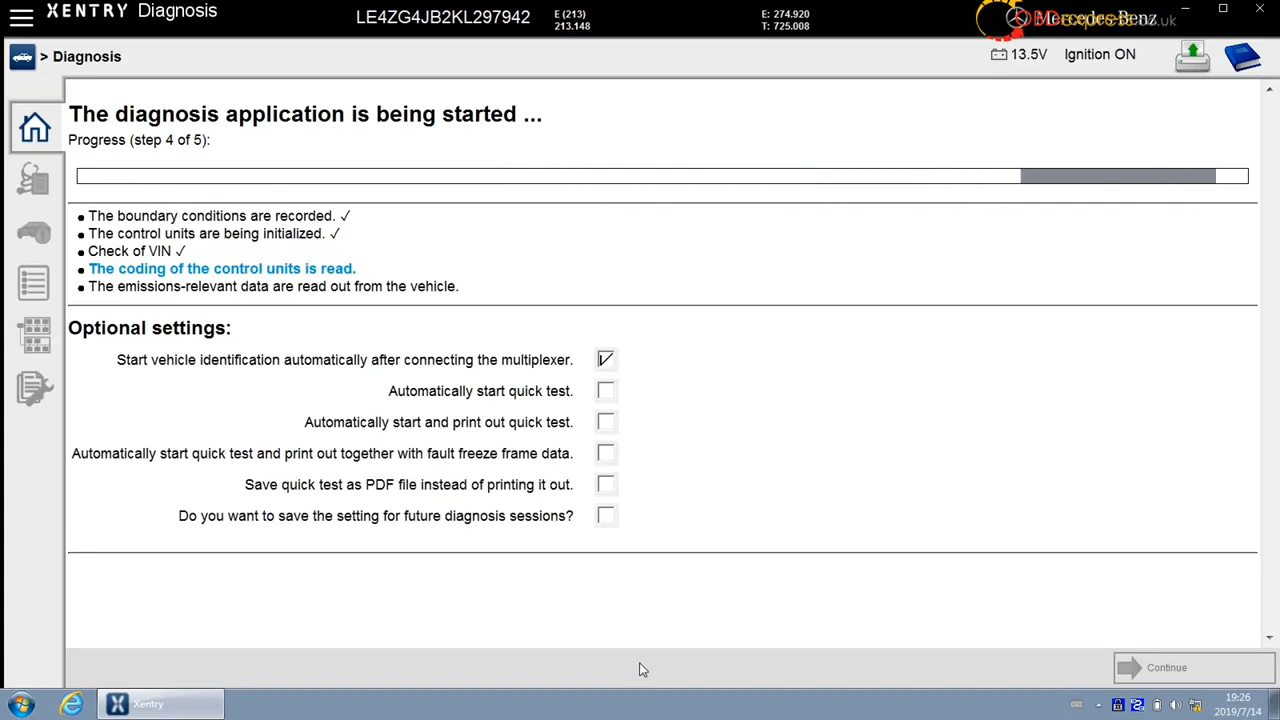 XENTRY Diagnosis
LE4ZG4JB2KL297942
E (213)
213.148
E: 274.920
T: 725.008
> Diagnosis
13.5V
Ignition ON
The diagnosis application is being started ...
Progress (step 4 of 5):
The boundary conditions are recorded. ✓
The control units are being initialized. ✓
Check of VIN ✓
The coding of the control units is read.
The emissions-relevant data are read out from the vehicle.
Optional settings:
Start vehicle identification automatically after connecting the multiplexer.
Automatically start quick test.
Automatically start and print out quick test.
Automatically start quick test and print out together with fault freeze frame data.
Save quick test as PDF file instead of printing it out.
Do you want to save the setting for future diagnosis sessions?
Continue
Xentry
19:26
2019/7/14